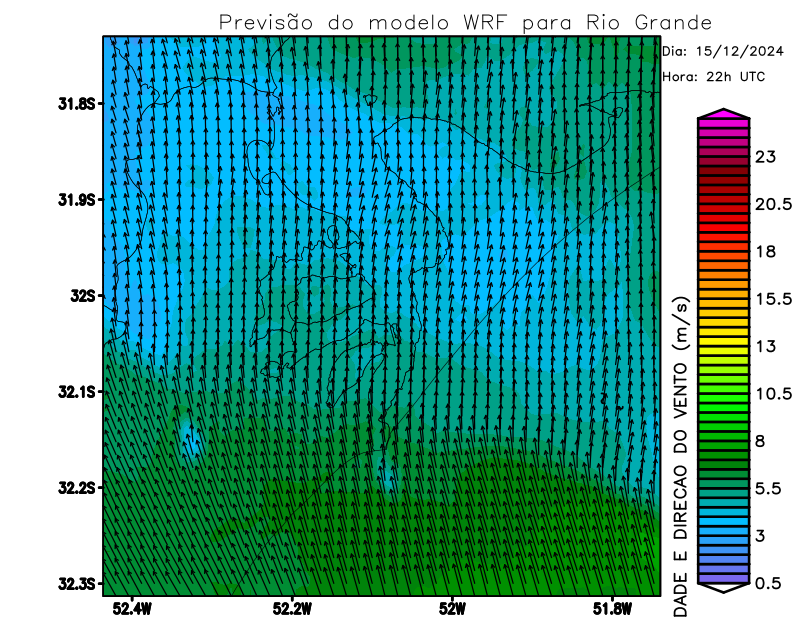 Previsão do modelo WRF para Rio Grande
Dia: 15/12/2024
Hora: 22h UTC
31.8S
31.9S
32S
32.1S
32.2S
32.3S
52.4W
52.2W
52W
51.8W
23
20.5
18
15.5
13
10.5
8
5.5
3
0.5
DADE E DIRECAO DO VENTO (m/s)